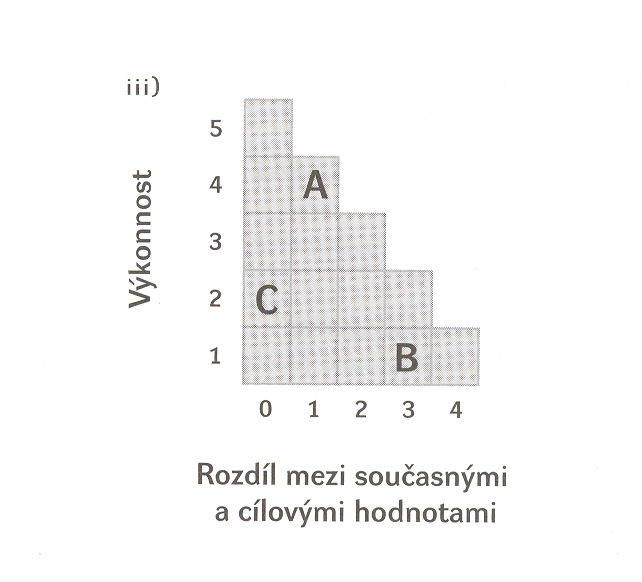 iii)
Výkonnost
5
4 A
3
2 C
1 B
0 1 2 3 4
Rozdíl mezi současnými
a cílovými hodnotami